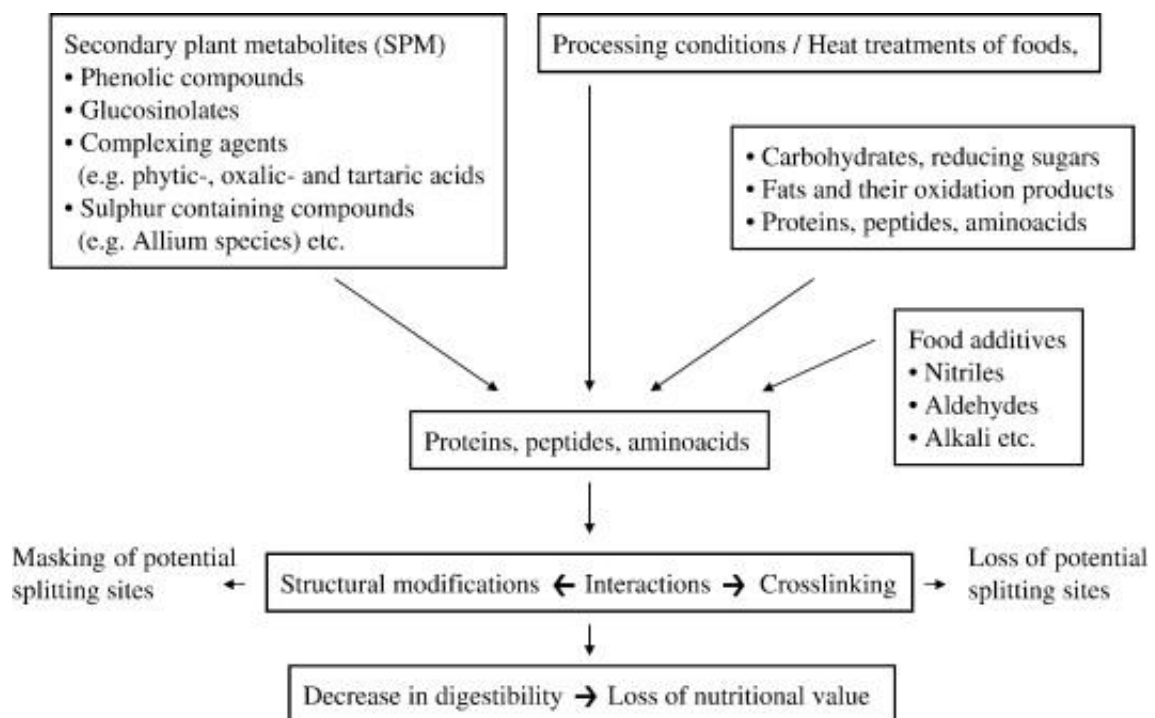 Secondary plant metabolites (SPM)
• Phenolic compounds
• Glucosinolates
• Complexing agents
(e.g. phytic-, oxalic- and tartaric acids
• Sulphur containing compounds
(e.g. Allium species) etc.
Processing conditions / Heat treatments of foods,
• Carbohydrates, reducing sugars
• Fats and their oxidation products
• Proteins, peptides, aminoacids
Food additives
• Nitriles
• Aldehydes
• Alkali etc.
Proteins, peptides, aminoacids
Masking of potential
splitting sites
Structural modifications ← Interactions → Crosslinking
Loss of potential
splitting sites
Decrease in digestibility → Loss of nutritional value